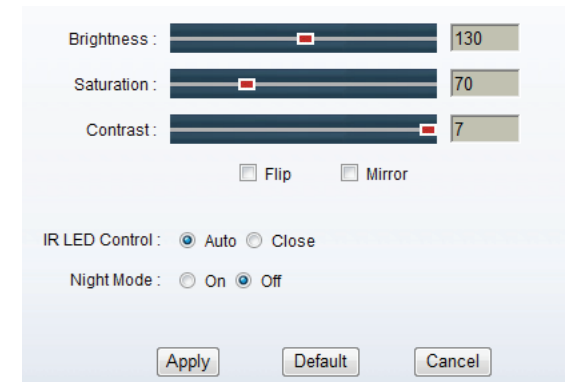 Brightness : 130
Saturation : 70
Contrast : 7
Flip Mirror
IR LED Control : Auto Close
Night Mode : On Off
Apply Default Cancel